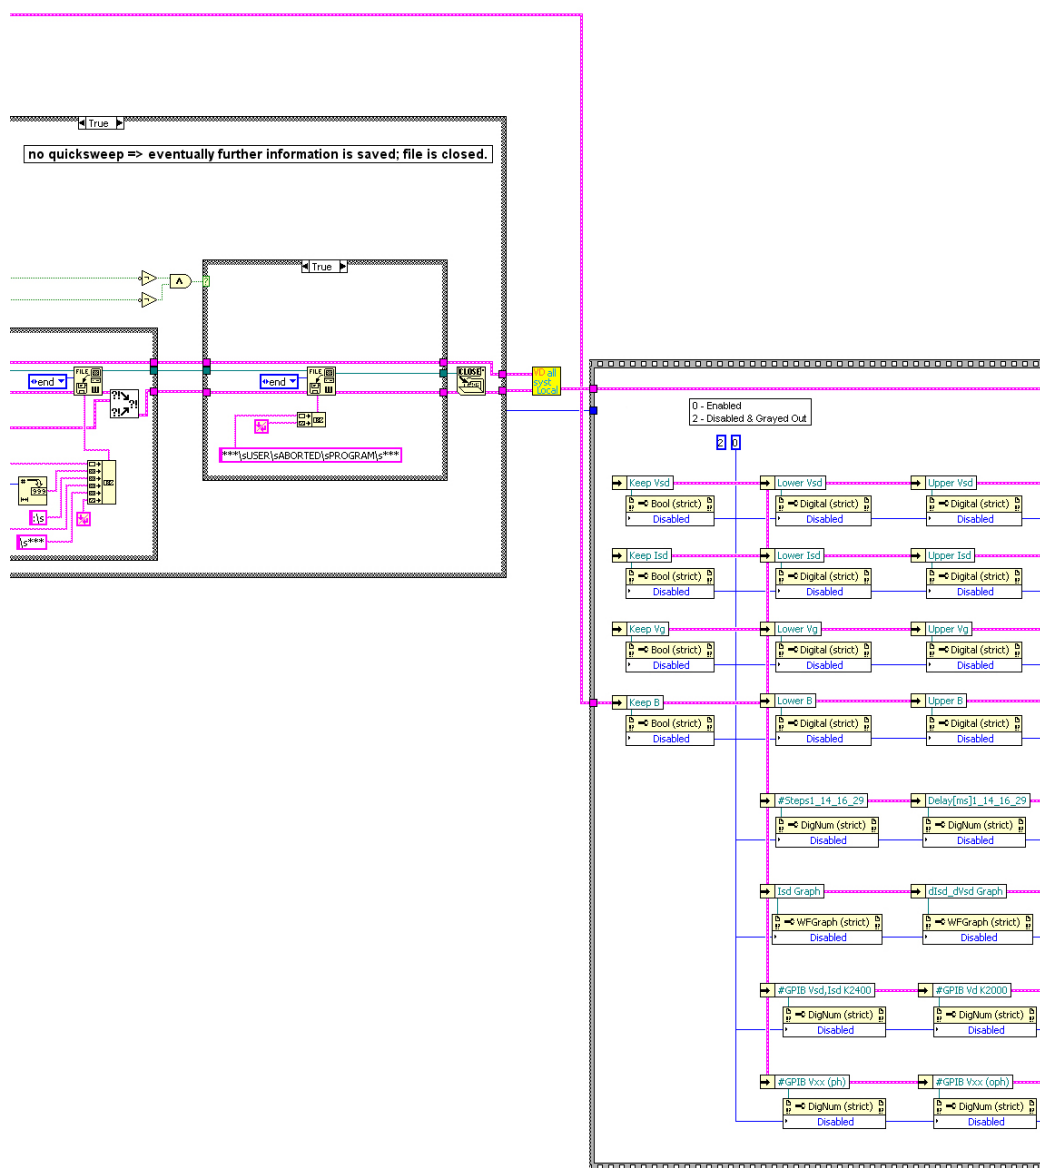 True
no quicksweep => eventually further information is saved; file is closed.
True
FILE
end
?!
?!
?!
FILE
end
CLOSE
VD all
syst
local
***\sUSER\sABORTED\sPROGRAM\s***
:\s
\s***
0 - Enabled
2 - Disabled & Grayed Out
2 0
Keep Vsd Lower Vsd Upper Vsd
Bool (strict) Digital (strict) Digital (strict)
Disabled Disabled Disabled
Keep Isd Lower Isd Upper Isd
Bool (strict) Digital (strict) Digital (strict)
Disabled Disabled Disabled
Keep Vg Lower Vg Upper Vg
Bool (strict) Digital (strict) Digital (strict)
Disabled Disabled Disabled
Keep B Lower B Upper B
Bool (strict) Digital (strict) Digital (strict)
Disabled Disabled Disabled
#Steps1_14_16_29 Delay[ms]1_14_16_29
DigNum (strict) DigNum (strict)
Disabled Disabled
Isd Graph dIsd_dVsd Graph
WFGraph (strict) WFGraph (strict)
Disabled Disabled
#GPIB Vsd,Isd K2400 #GPIB Vd K2000
DigNum (strict) DigNum (strict)
Disabled Disabled
#GPIB Vxx (ph) #GPIB Vxx (oph)
DigNum (strict) DigNum (strict)
Disabled Disabled